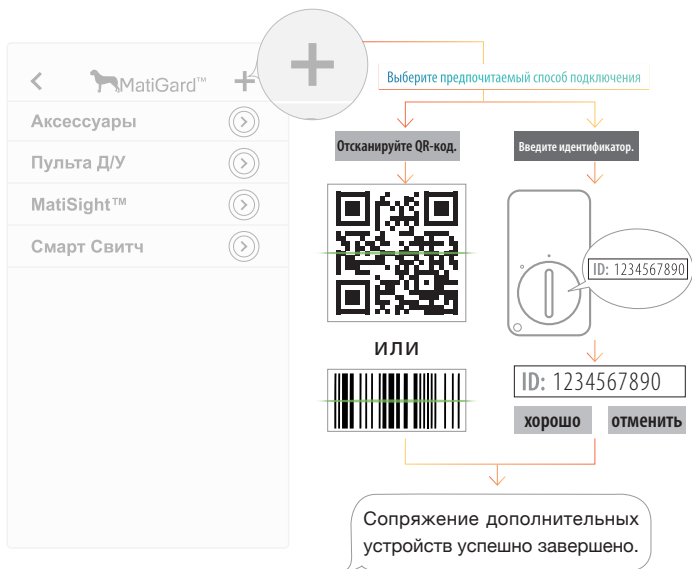 MatiGard™
Аксессуары
Пульта Д/У
MatiSight™
Смарт Свитч
Выберите предпочитаемый способ подключения
Отсканируйте QR-код.
или
Введите идентификатор.
ID: 1234567890
ID: 1234567890
хорошо
отменить
Сопряжение дополнительных
устройств успешно завершено.